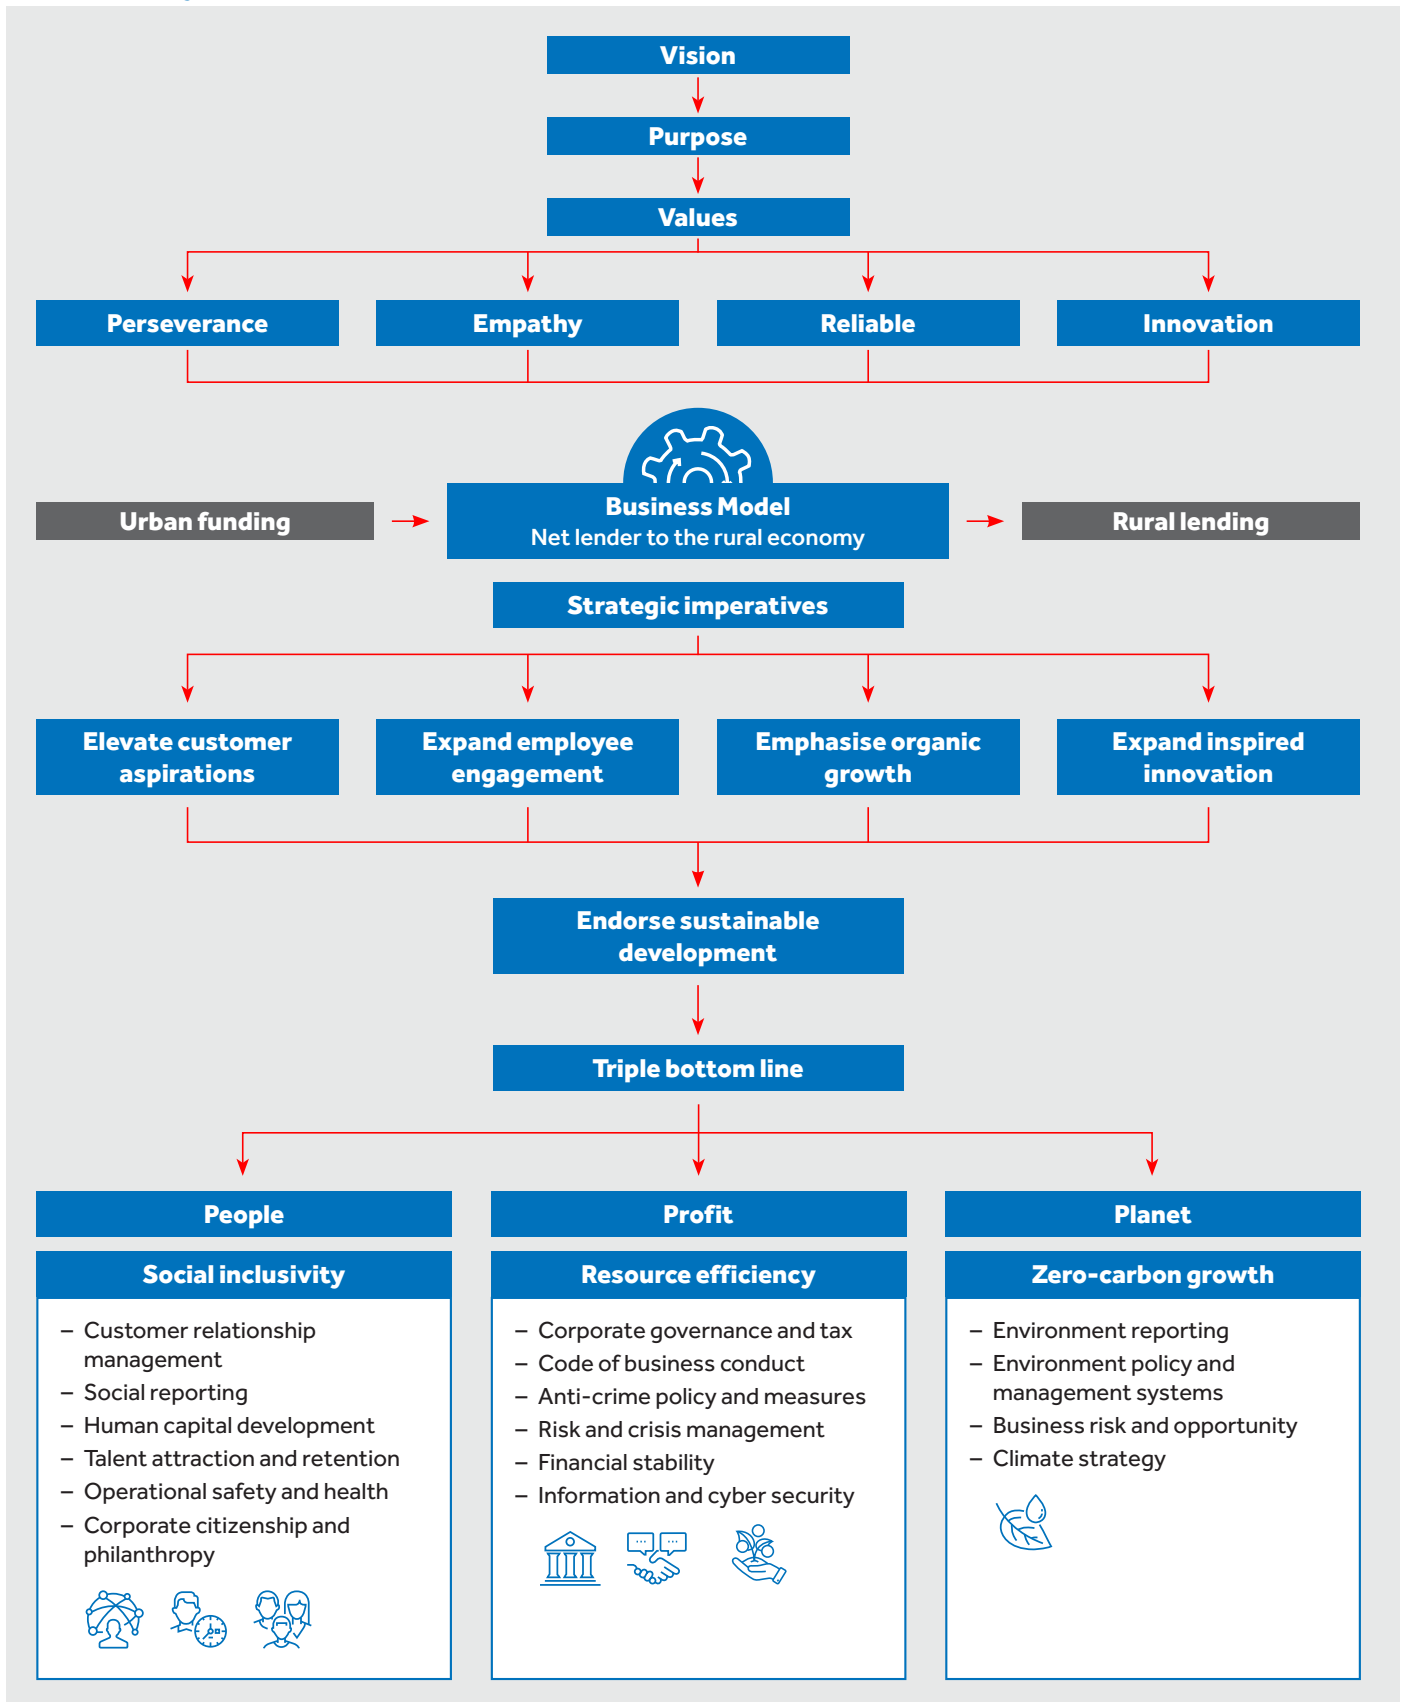 Vision
Purpose
Values
Perseverance
Empathy
Reliable
Innovation
Urban funding
Business Model
Net lender to the rural economy
Rural lending
Strategic imperatives
Elevate customer
aspirations
Expand employee
engagement
Emphasise organic
growth
Expand inspired
innovation
Endorse sustainable
development
Triple bottom line
People
Social inclusivity
– Customer relationship
management
– Social reporting
– Human capital development
– Talent attraction and retention
– Operational safety and health
– Corporate citizenship and
philanthropy
Profit
Resource efficiency
– Corporate governance and tax
– Code of business conduct
– Anti-crime policy and measures
– Risk and crisis management
– Financial stability
– Information and cyber security
Planet
Zero-carbon growth
– Environment reporting
– Environment policy and
management systems
– Business risk and opportunity
– Climate strategy